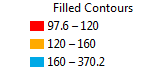 Filled Contours
97.6 – 120
120 – 160
160 – 370.2